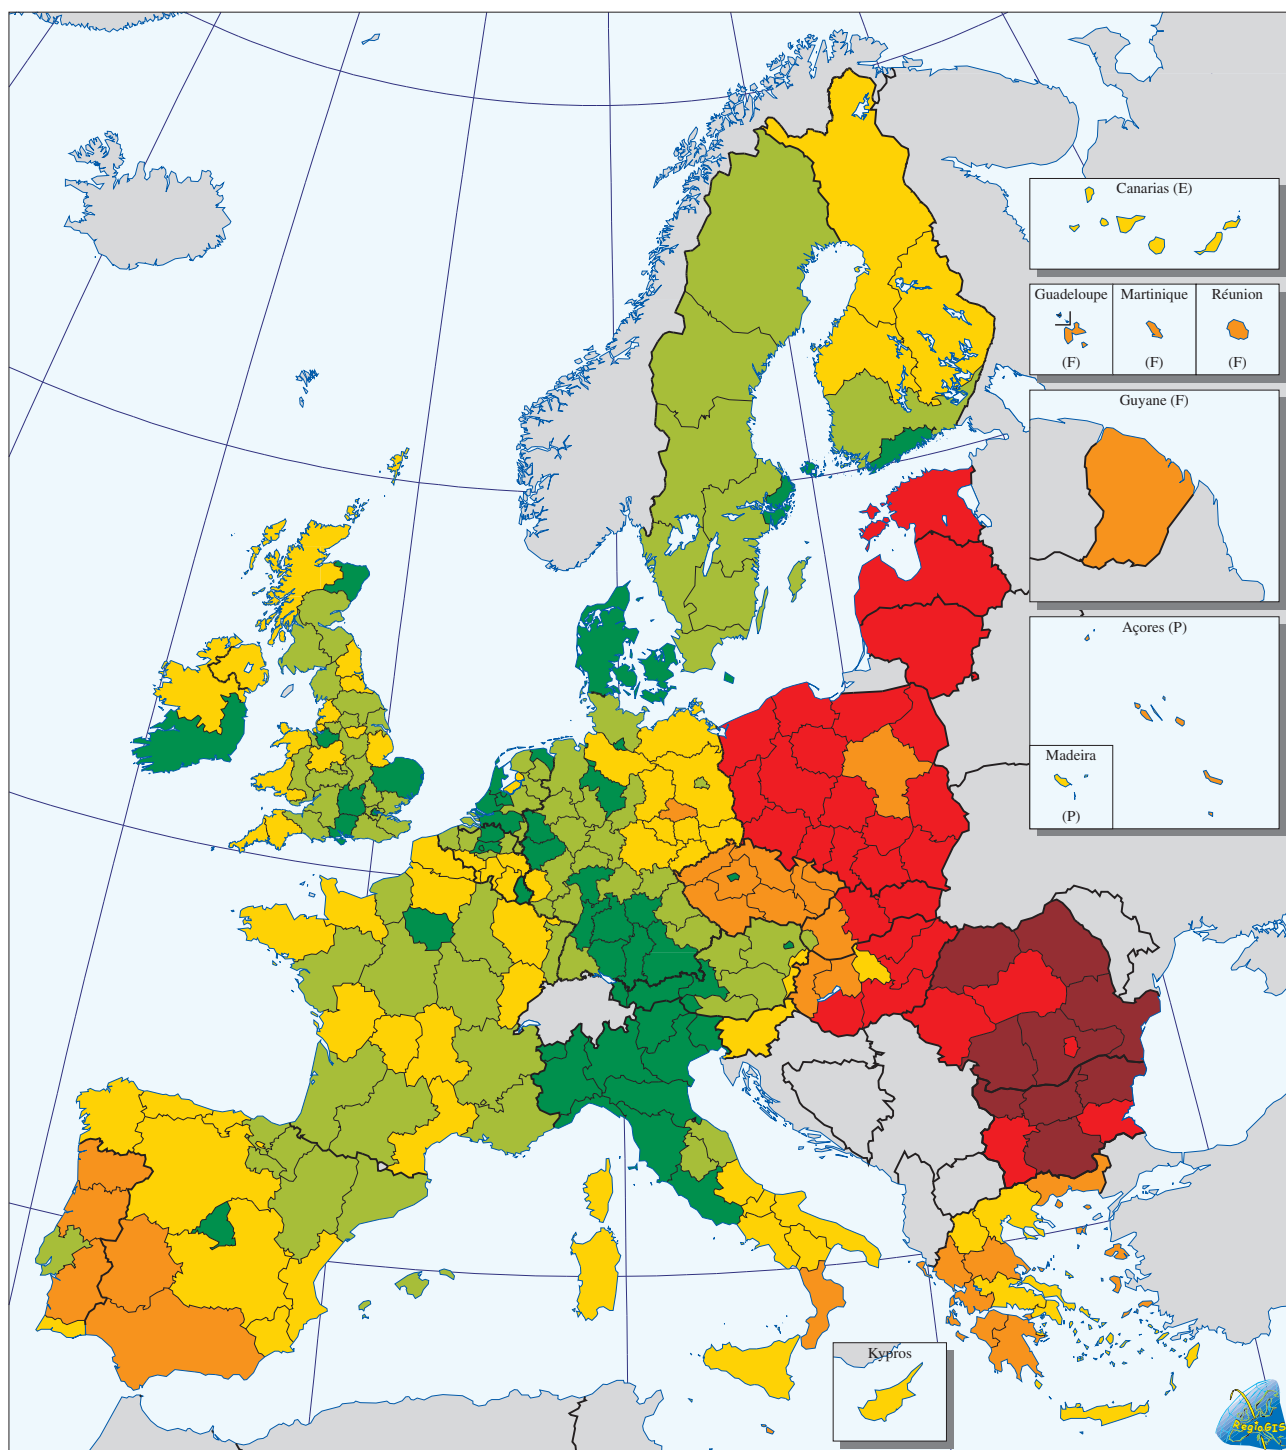 Canarias (E)
Guadeloupe
Martinique
Réunion
(F)
(F)
(F)
Guyane (F)
Açores (P)
Madeira
(P)
Kypros
RegioGIS